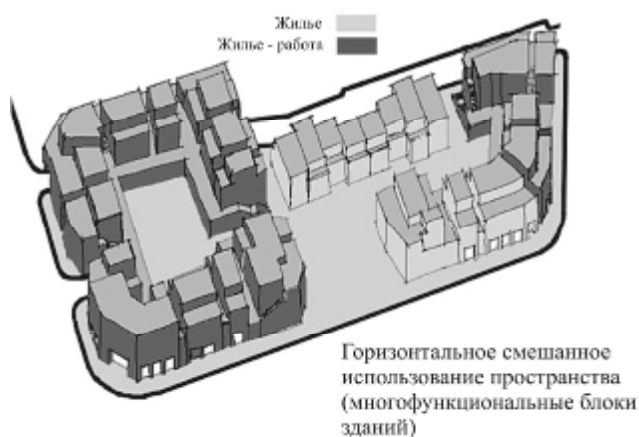 Жилье
Жилье - работа
Горизонтальное смешанное
использование пространства
(многофункциональные блоки
зданий)